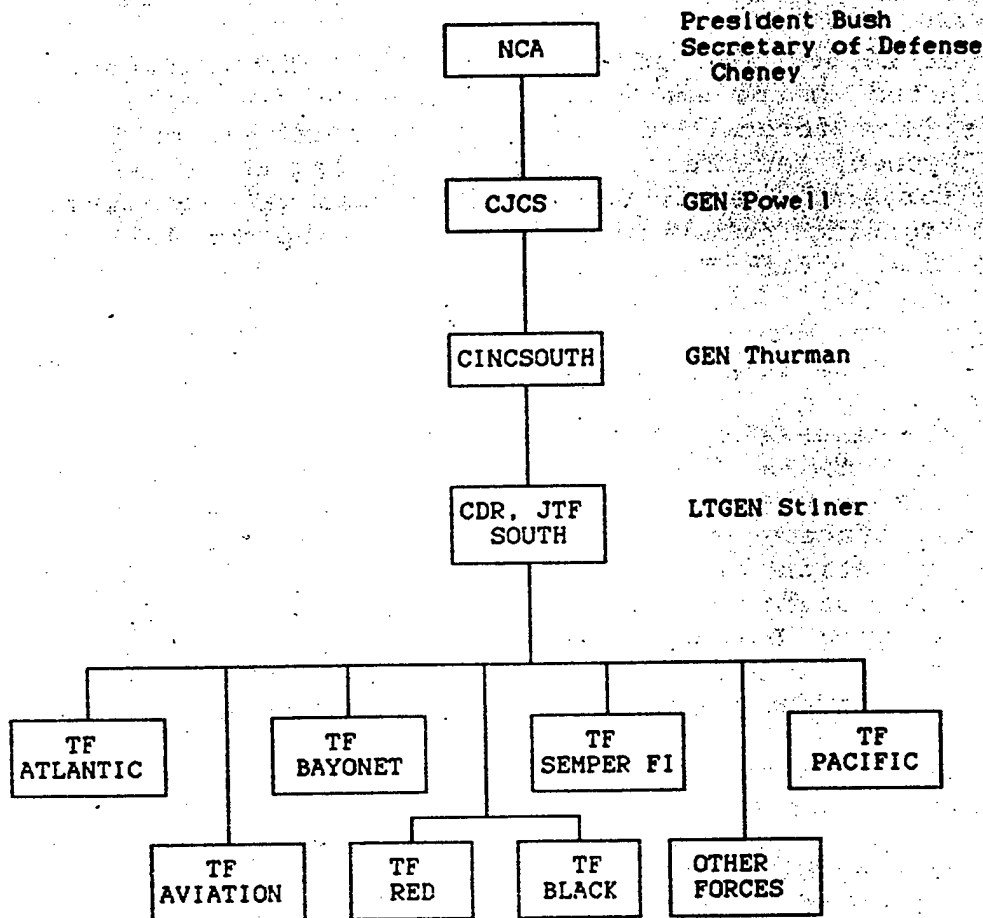 NCA
President Bush
Secretary of Defense
Cheney
CJCS
GEN Powell
CINCSOUTH
GEN Thurman
CDR, JTF
SOUTH
LTGEN Stiner
TF
ATLANTIC
TF
BAYONET
TF
SEMPER FI
TF
PACIFIC
TF
AVIATION
TF
RED
TF
BLACK
OTHER
FORCES